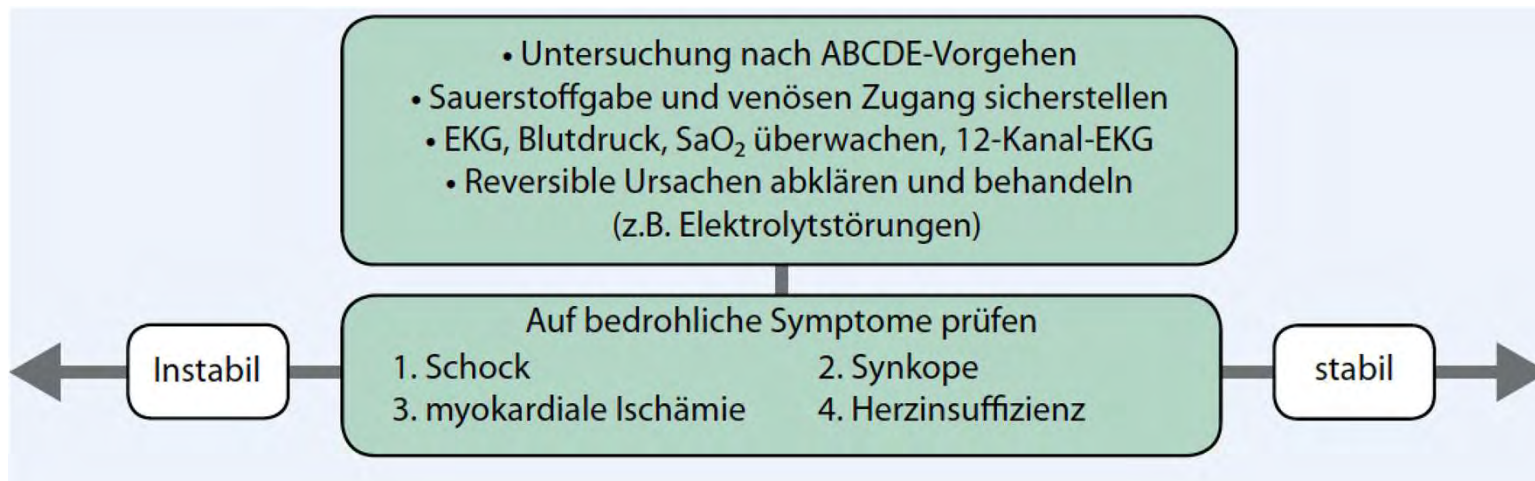 • Untersuchung nach ABCDE-Vorgehen
• Sauerstoffgabe und venösen Zugang sicherstellen
• EKG, Blutdruck, SaO₂ überwachen, 12-Kanal-EKG
• Reversible Ursachen abklären und behandeln
(z.B. Elektrolytstörungen)
Auf bedrohliche Symptome prüfen
1. Schock 2. Synkope
3. myokardiale Ischämie 4. Herzinsuffizienz
Instabil
stabil